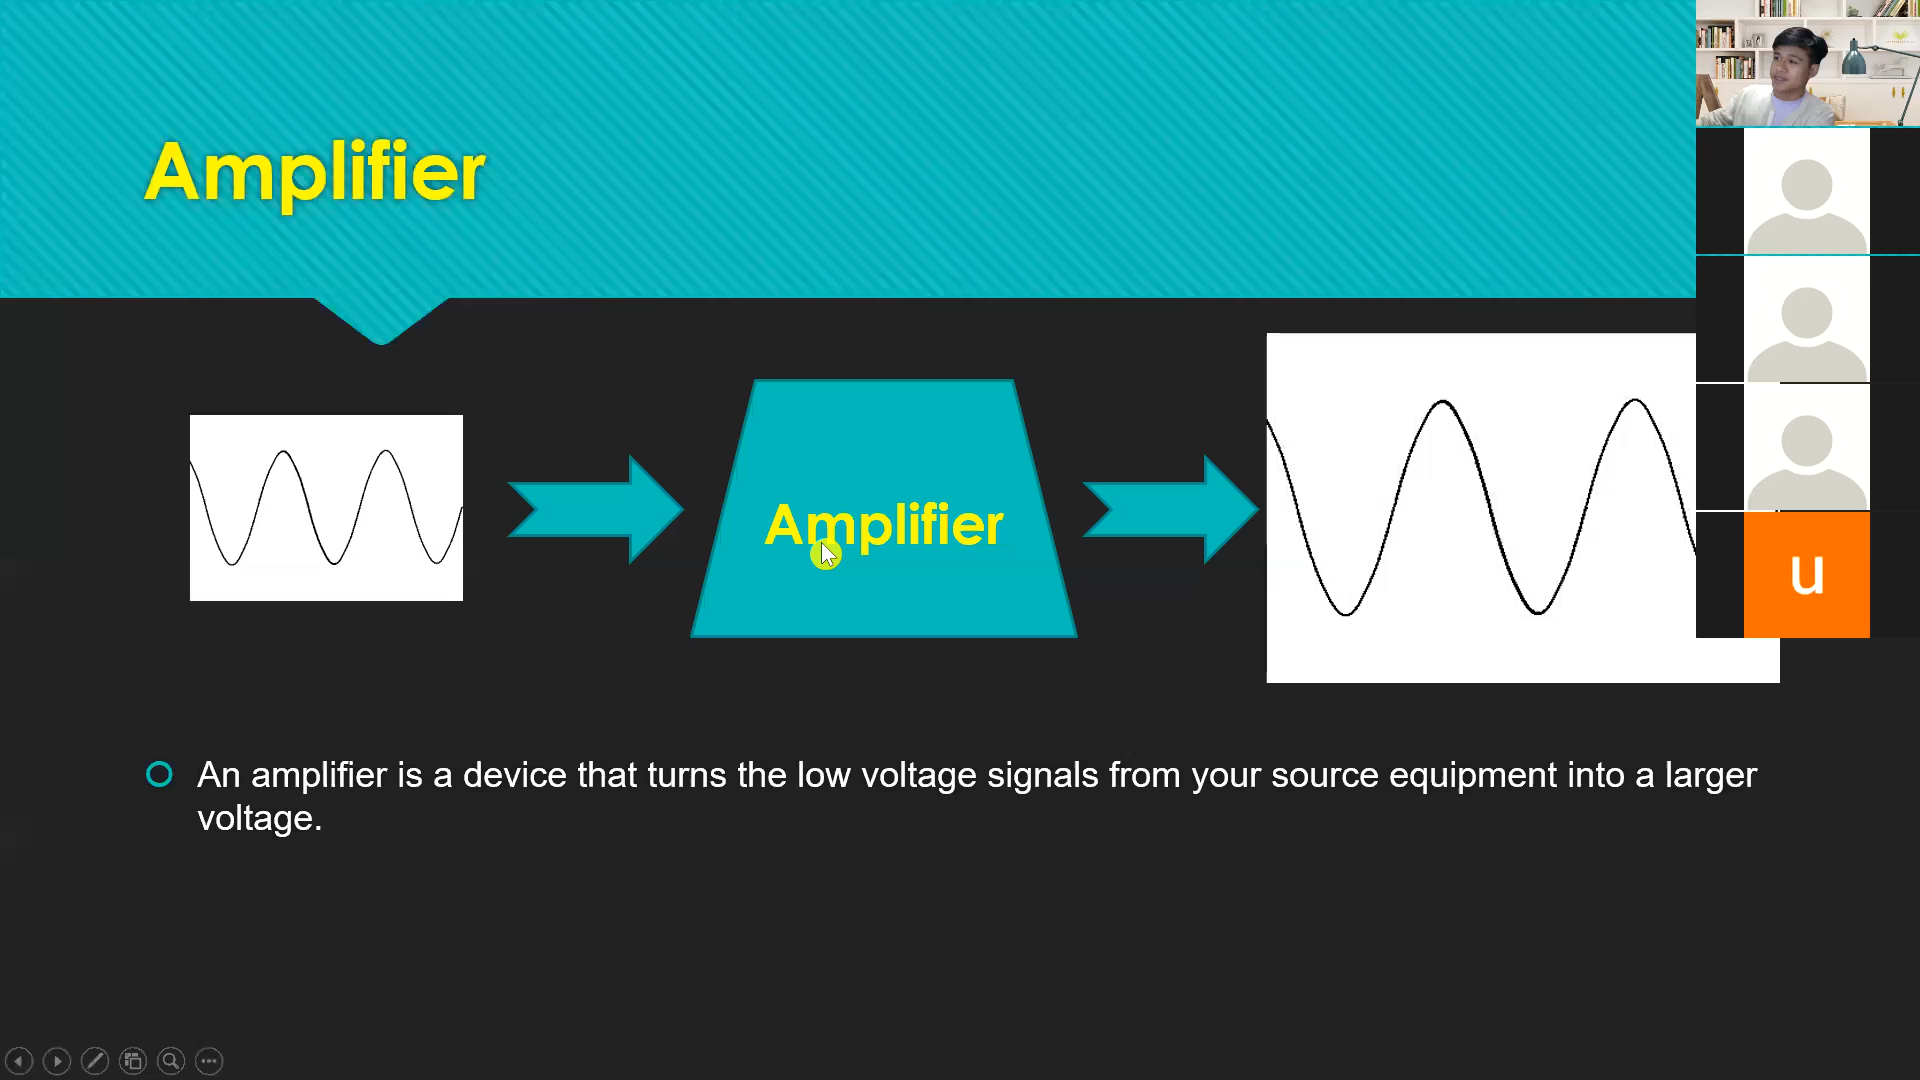 Amplifier
Amplifier
u
An amplifier is a device that turns the low voltage signals from your source equipment into a larger
voltage.